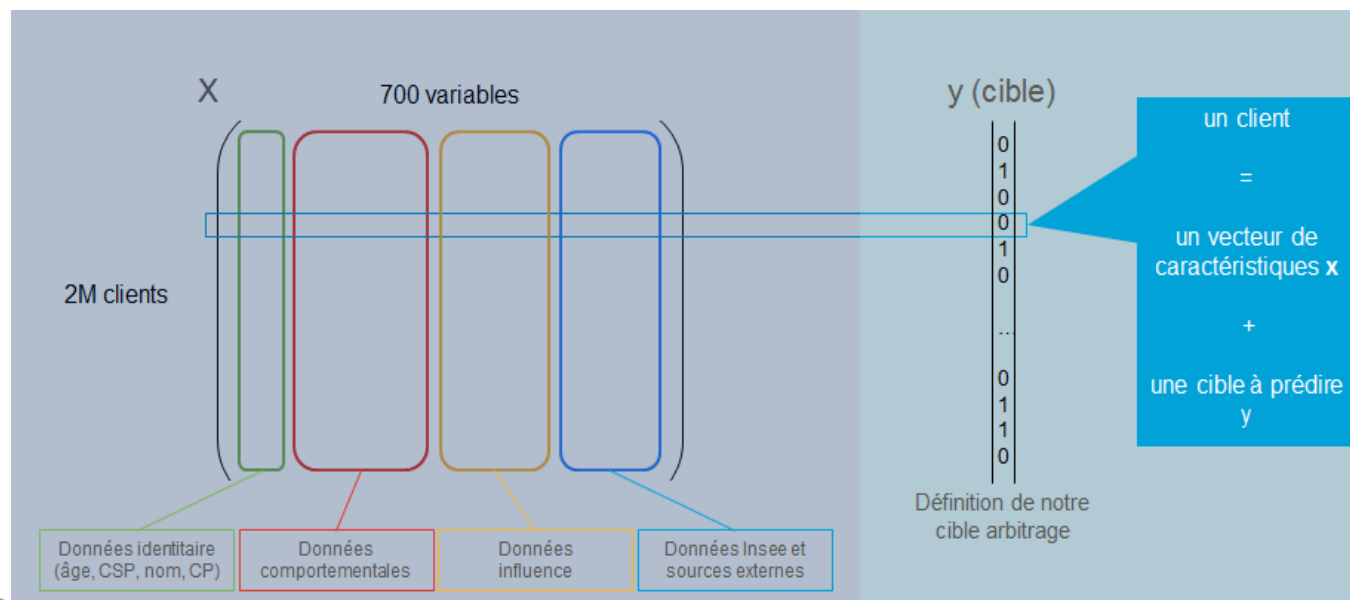 X
700 variables
2M clients
y (cible)
0
1
0
0
1
0
...
0
1
1
0
Définition de notre
cible arbitrage
un client
=
un vecteur de
caractéristiques x
+
une cible à prédire
y
Données identitaire
(âge, CSP, nom, CP)
Données
comportementales
Données
influence
Données Insee et
sources externes